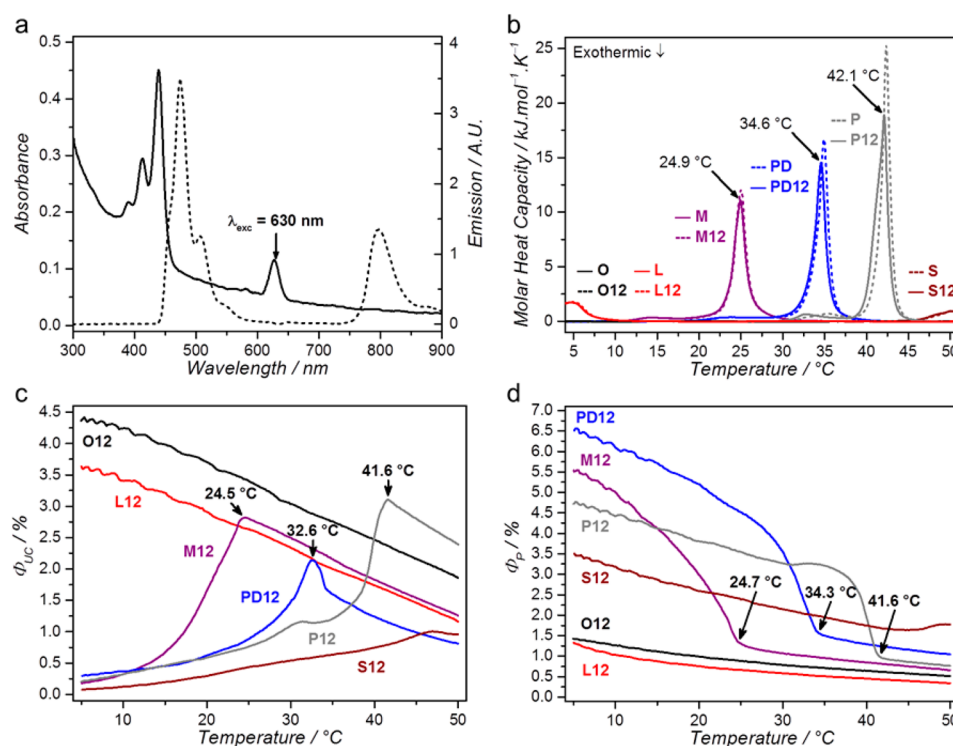 a
0.5
0.4
0.3
0.2
0.1
0.0
Absorbance
4
3
2
1
0
Emission / A.U.
λexc = 630 nm
300 400 500 600 700 800 900
Wavelength / nm
b
25
20
15
10
5
0
Molar Heat Capacity / kJ.mol⁻¹.K⁻¹
Exothermic ↓
42.1 °C
34.6 °C
24.9 °C
P
P12
PD
PD12
M
M12
O
O12
L
L12
S
S12
5 10 15 20 25 30 35 40 45 50
Temperature / °C
c
4.5
4.0
3.5
3.0
2.5
2.0
1.5
1.0
0.5
0.0
ΦUC / %
O12
L12
24.5 °C
41.6 °C
M12
32.6 °C
PD12
P12
S12
10 20 30 40 50
Temperature / °C
d
7.0
6.5
6.0
5.5
5.0
4.5
4.0
3.5
3.0
2.5
2.0
1.5
1.0
0.5
0.0
ΦP / %
PD12
M12
P12
S12
24.7 °C
34.3 °C
41.6 °C
O12
L12
10 20 30 40 50
Temperature / °C